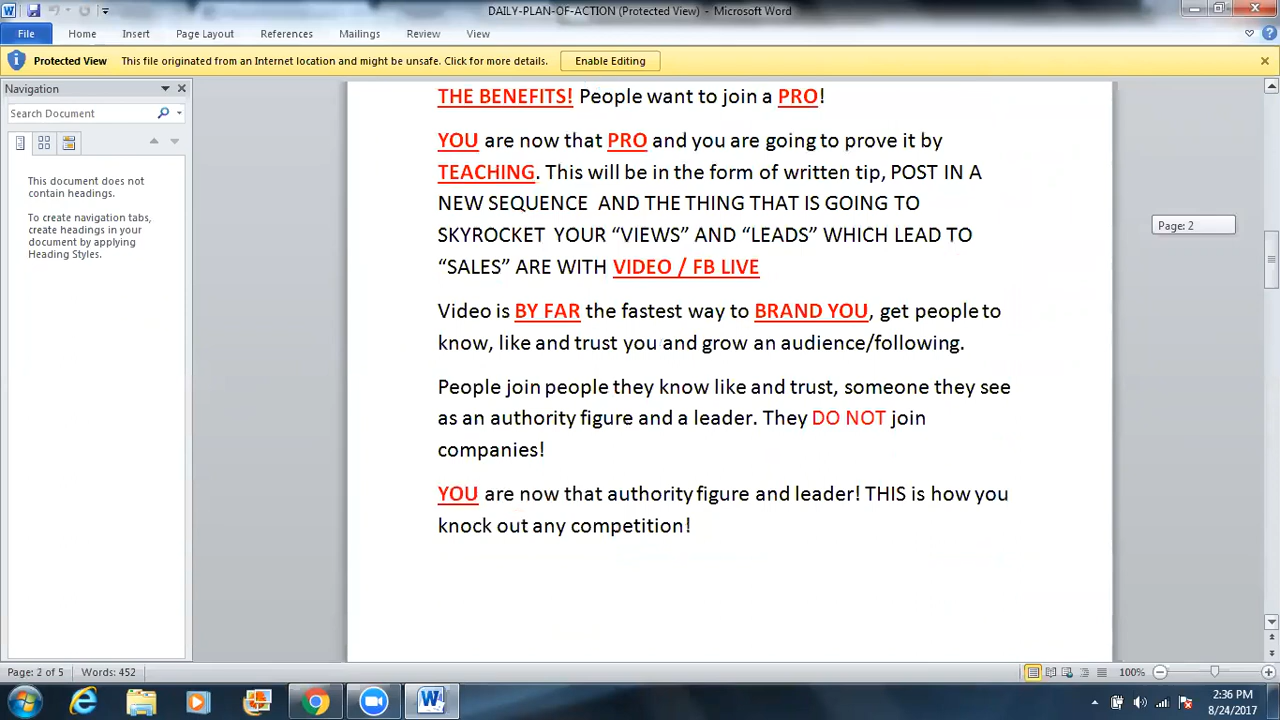 DAILY-PLAN-OF-ACTION (Protected View) - Microsoft Word
File Home Insert Page Layout References Mailings Review View
Protected View This file originated from an Internet location and might be unsafe. Click for more details. Enable Editing
Navigation
Search Document
This document does not
contain headings.
To create navigation tabs,
create headings in your
document by applying
Heading Styles.
THE BENEFITS! People want to join a PRO!
YOU are now that PRO and you are going to prove it by
TEACHING. This will be in the form of written tip, POST IN A
NEW SEQUENCE AND THE THING THAT IS GOING TO
SKYROCKET YOUR “VIEWS” AND “LEADS” WHICH LEAD TO
“SALES” ARE WITH VIDEO / FB LIVE
Video is BY FAR the fastest way to BRAND YOU, get people to
know, like and trust you and grow an audience/following.
People join people they know like and trust, someone they see
as an authority figure and a leader. They DO NOT join
companies!
YOU are now that authority figure and leader! THIS is how you
knock out any competition!
Page: 2
Page: 2 of 5 Words: 452 100%
2:36 PM
8/24/2017